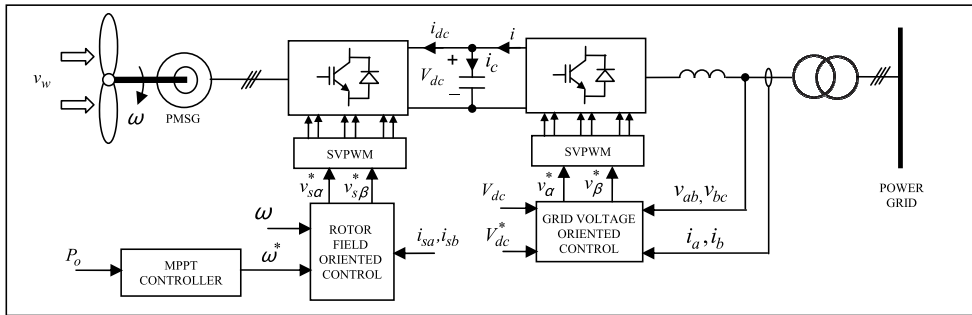 i_dc
i
v_w
+
V_dc
i_c
−
ω
PMSG
SVPWM
SVPWM
v*_sα
v*_sβ
v*_α
v*_β
V_dc
v_ab, v_bc
POWER
GRID
ω
ROTOR
FIELD
ORIENTED
CONTROL
GRID VOLTAGE
ORIENTED
CONTROL
V*_dc
i_sa, i_sb
i_a, i_b
P_o
MPPT
CONTROLLER
ω*